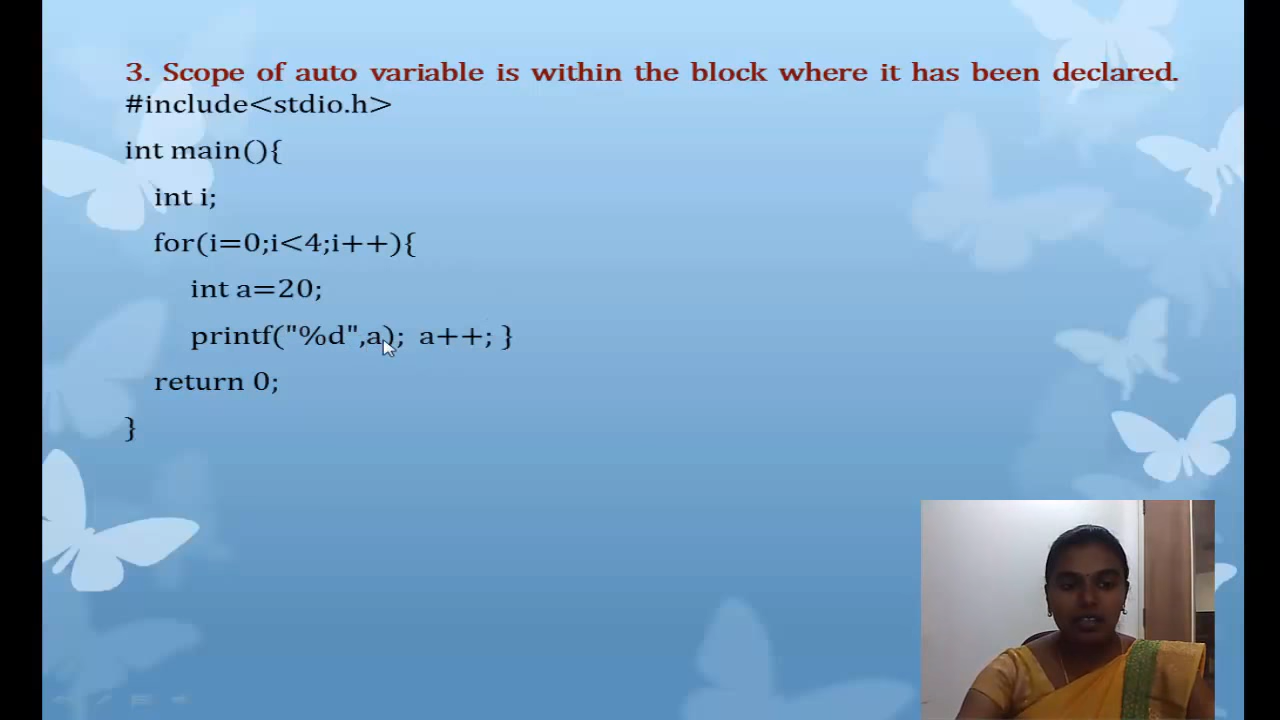 3. Scope of auto variable is within the block where it has been declared.
#include<stdio.h>
int main(){
int i;
for(i=0;i<4;i++){
int a=20;
printf("%d",a); a++; }
return 0;
}